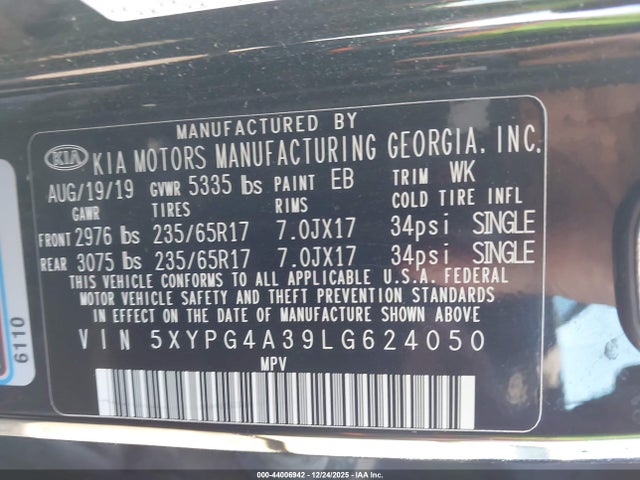 MANUFACTURED BY
KIA KIA MOTORS MANUFACTURING GEORGIA, INC.
AUG/19/19 GVWR 5335 lbs PAINT EB TRIM WK
GAWR TIRES RIMS COLD TIRE INFL
FRONT 2976 lbs 235/65R17 7.0JX17 34psi SINGLE
REAR 3075 lbs 235/65R17 7.0JX17 34psi SINGLE
THIS VEHICLE CONFORMS TO ALL APPLICABLE U.S.A. FEDERAL
MOTOR VEHICLE SAFETY AND THEFT PREVENTION STANDARDS
IN EFFECT ON THE DATE OF MANUFACTURE SHOWN ABOVE
VIN 5XYPG4A39LG624050
MPV
6110
000-44006942 - 12/24/2025 - IAAI.com